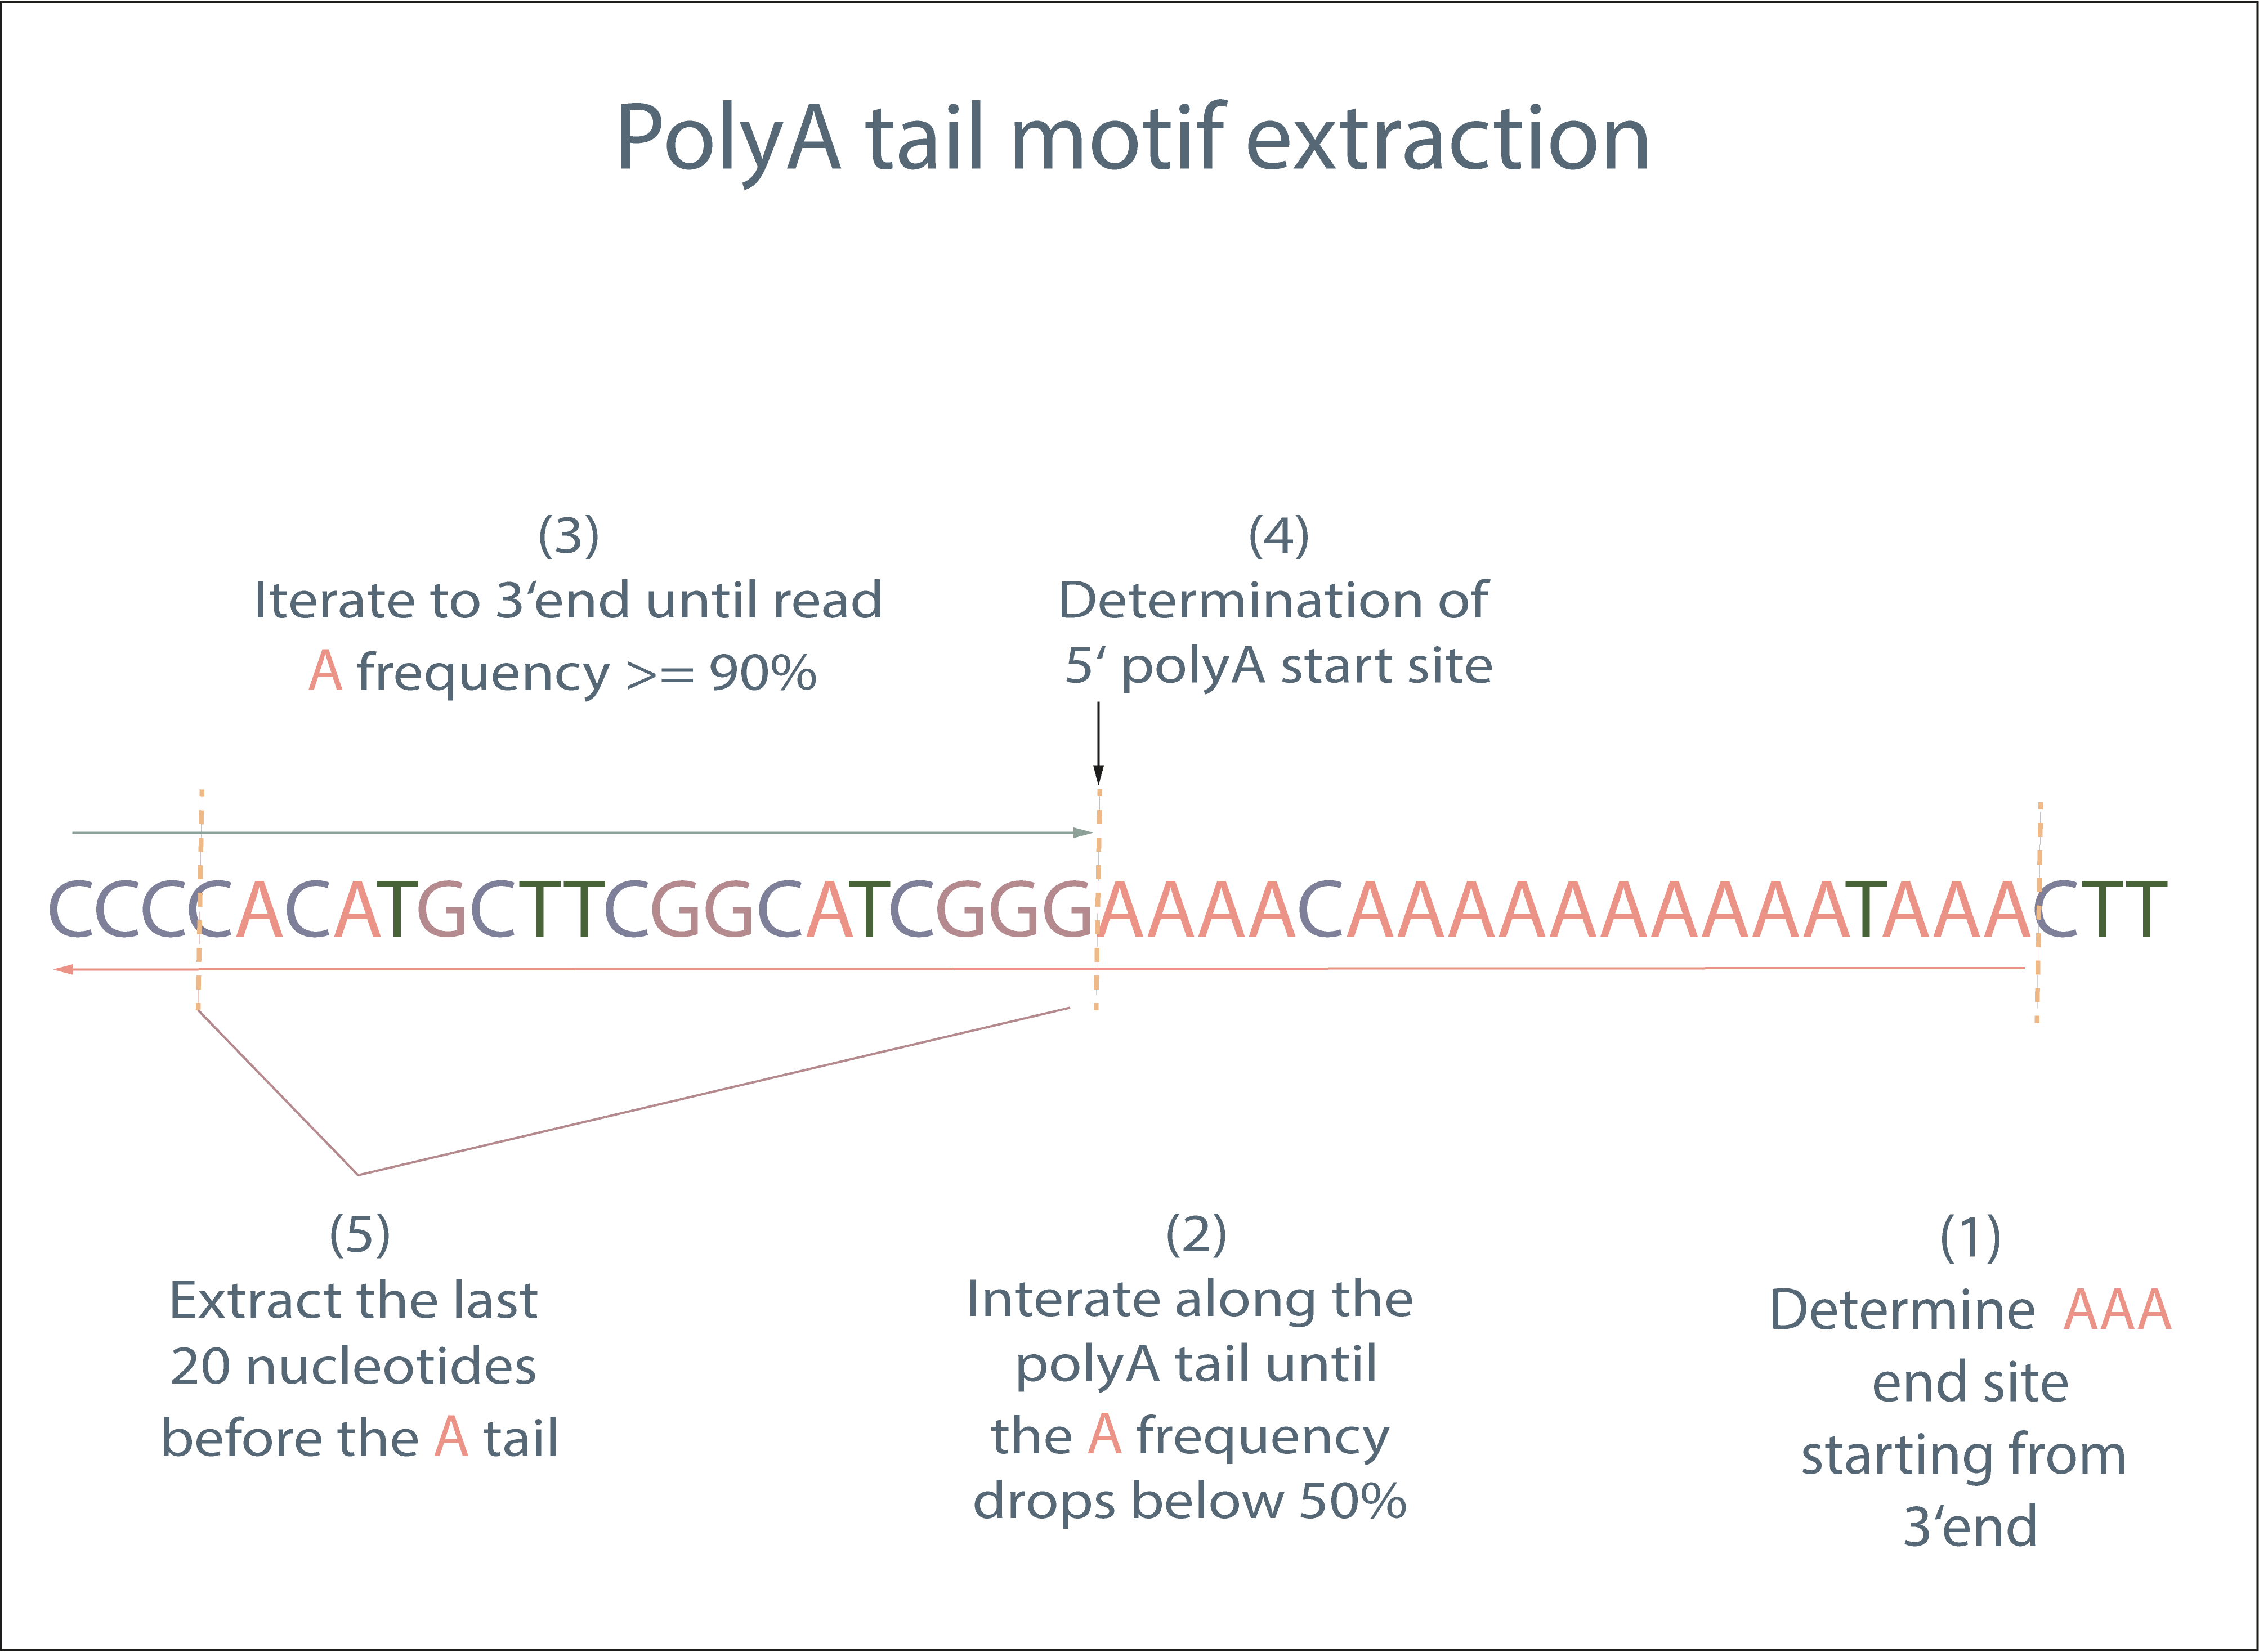 PolyA tail motif extraction
(3)
Iterate to 3‘end until read
A frequency >= 90%
(4)
Determination of
5‘ polyA start site
CCCCACATGCTTCGGCATCGGGAAAACAAAAAAAAAATAAACTT
(5)
Extract the last
20 nucleotides
before the A tail
(2)
Interate along the
polyA tail until
the A frequency
drops below 50%
(1)
Determine AAA
end site
starting from
3‘end